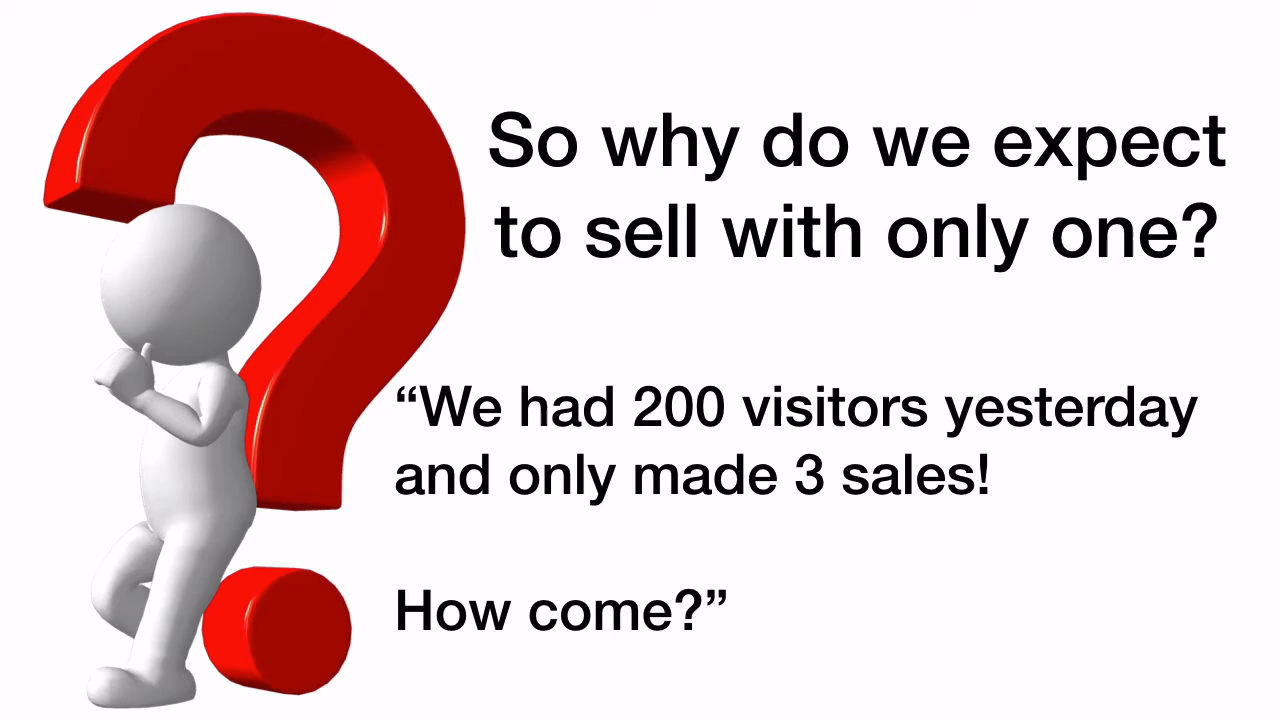 So why do we expect
to sell with only one?
“We had 200 visitors yesterday
and only made 3 sales!
How come?”